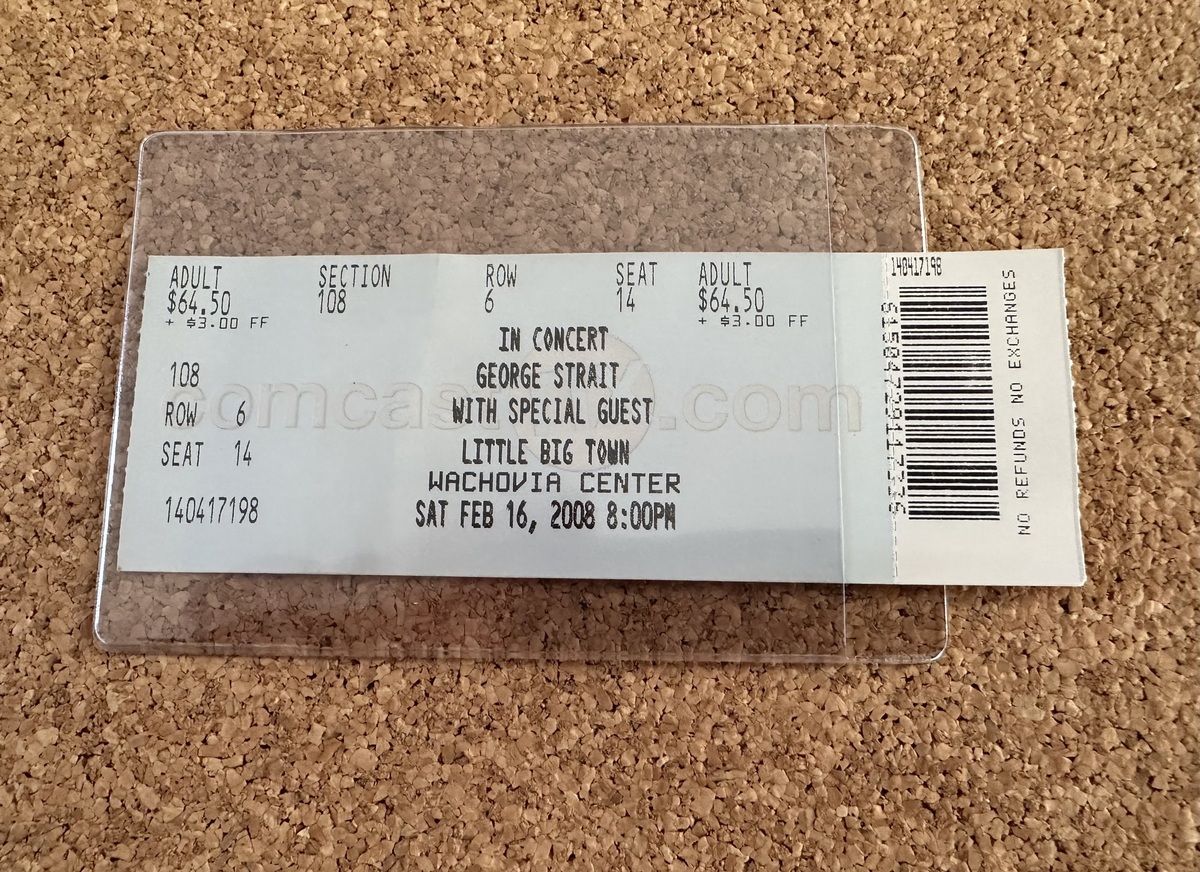 ADULT SECTION ROW SEAT ADULT
$64.50 108 6 14 $64.50
+ $3.00 FF + $3.00 FF
IN CONCERT
GEORGE STRAIT
WITH SPECIAL GUEST
LITTLE BIG TOWN
WACHOVIA CENTER
SAT FEB 16, 2008 8:00PM
108
ROW 6
SEAT 14
140417198
140417198
NO REFUNDS NO EXCHANGES